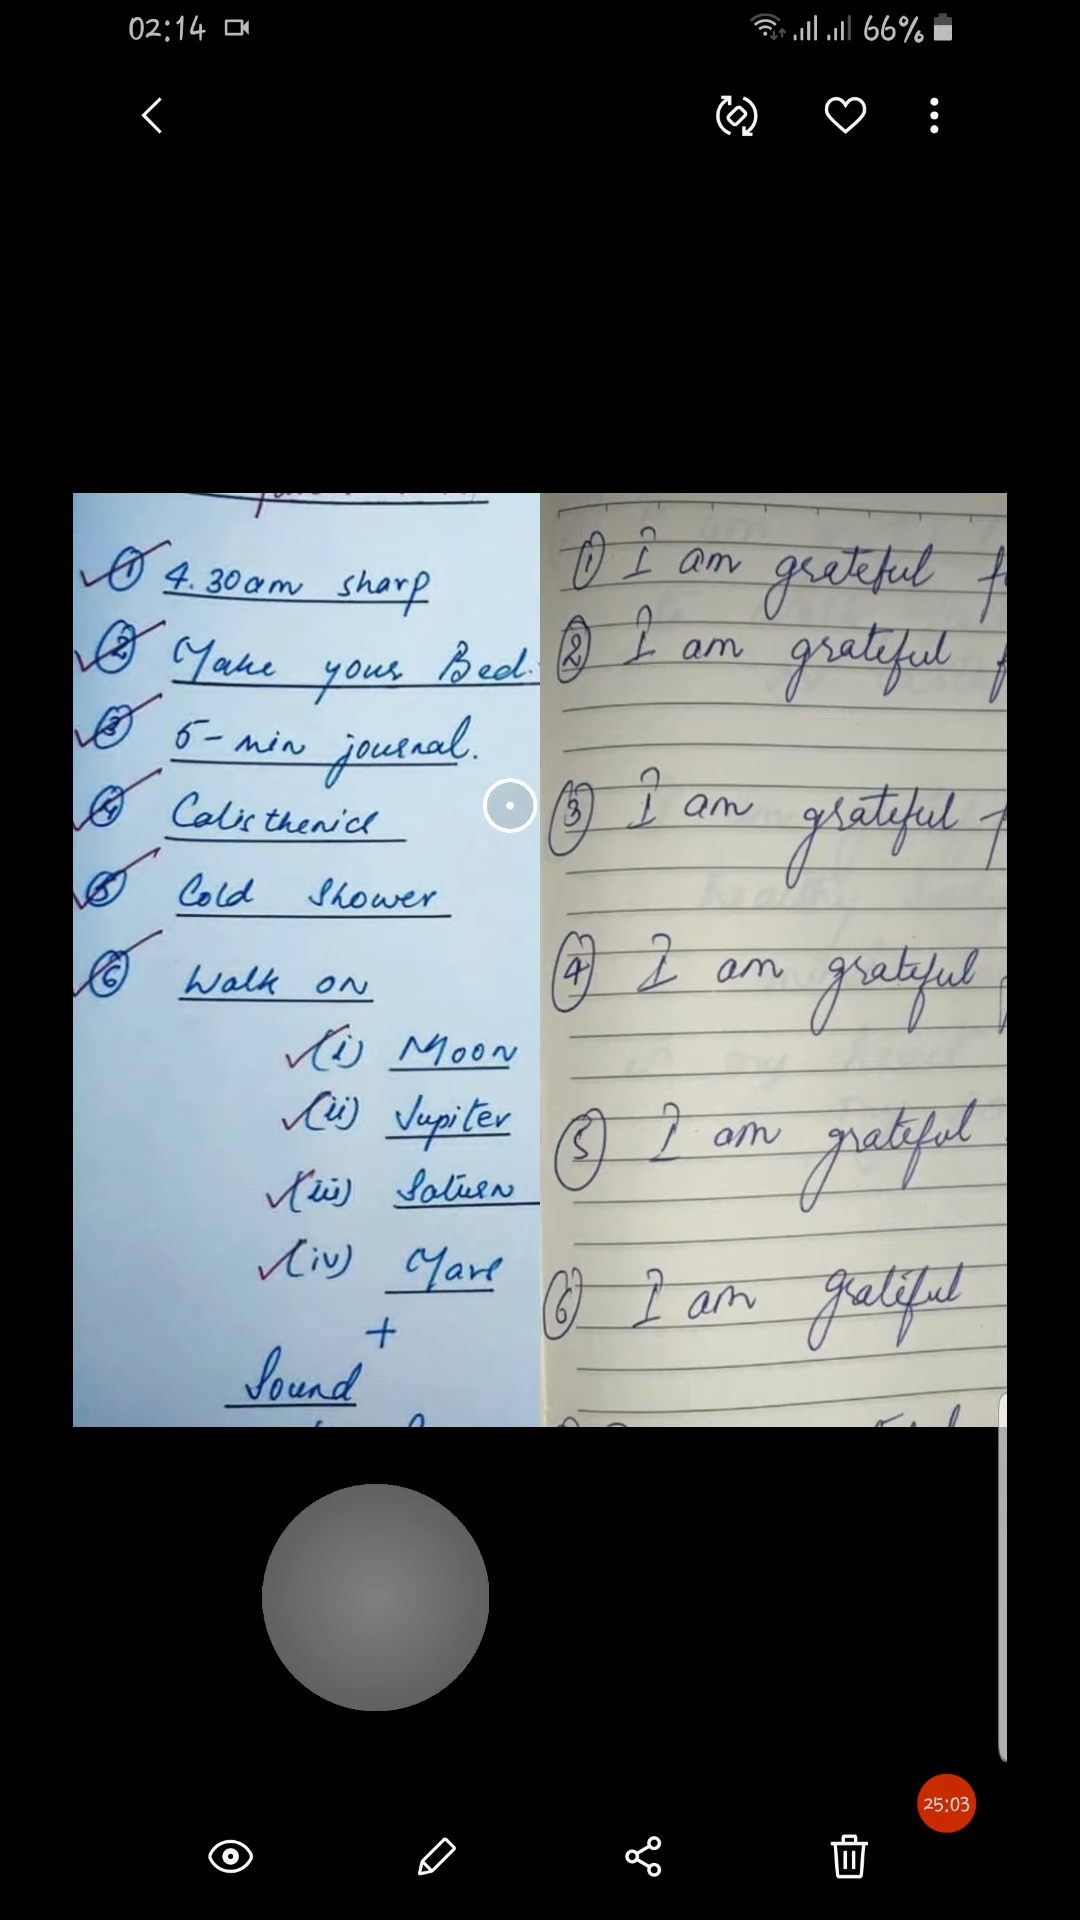 02:14
66%
① 4.30am sharp
② Make your Bed.
③ 5-min journal.
④ Calisthenics
⑤ Cold Shower
⑥ Walk on
(i) Moon
(ii) Jupiter
(iii) Saturn
(iv) Mars
+
Sound
① I am grateful
② I am grateful
③ I am grateful
④ I am grateful
⑤ I am grateful
⑥ I am grateful
25:03